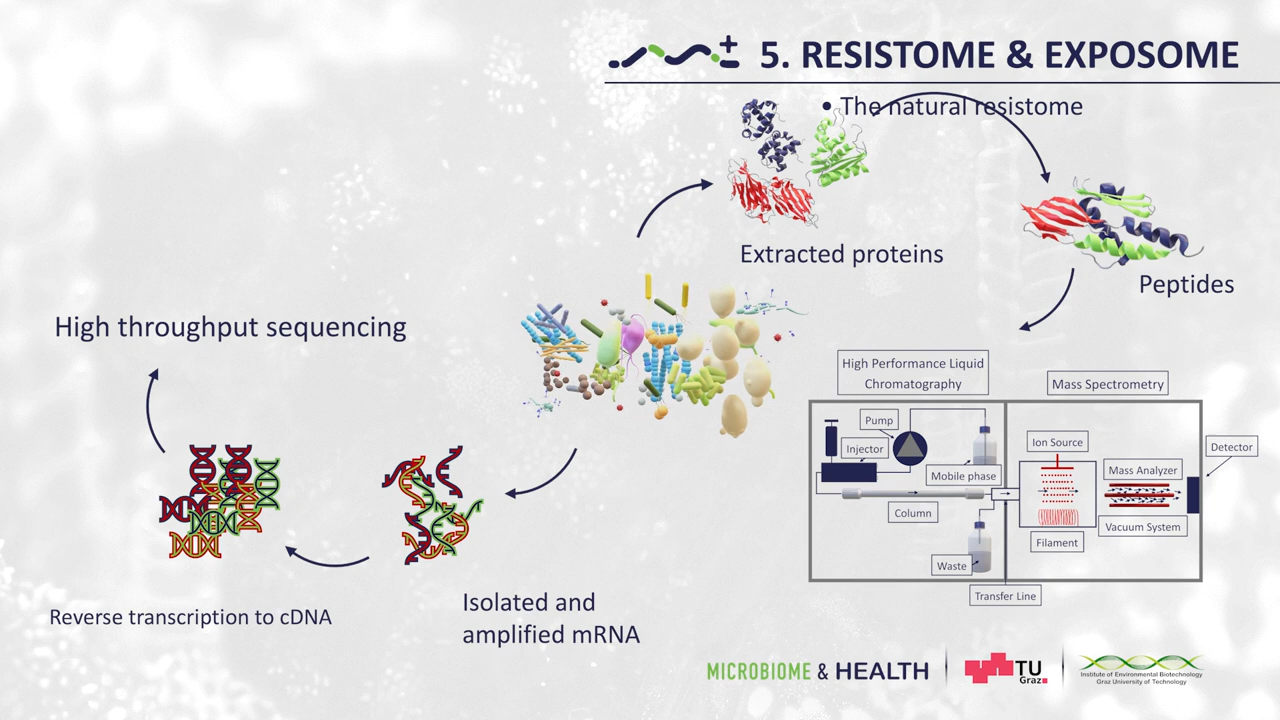 5. RESISTOME & EXPOSOME
• The natural resistome
Extracted proteins
Peptides
High throughput sequencing
High Performance Liquid
Chromatography
Mass Spectrometry
Pump
Injector
Mobile phase
Column
Waste
Transfer Line
Ion Source
Filament
Mass Analyzer
Vacuum System
Detector
Isolated and
amplified mRNA
Reverse transcription to cDNA
MICROBIOME & HEALTH
TU
Graz
Institute of Environmental Biotechnology
Graz University of Technology